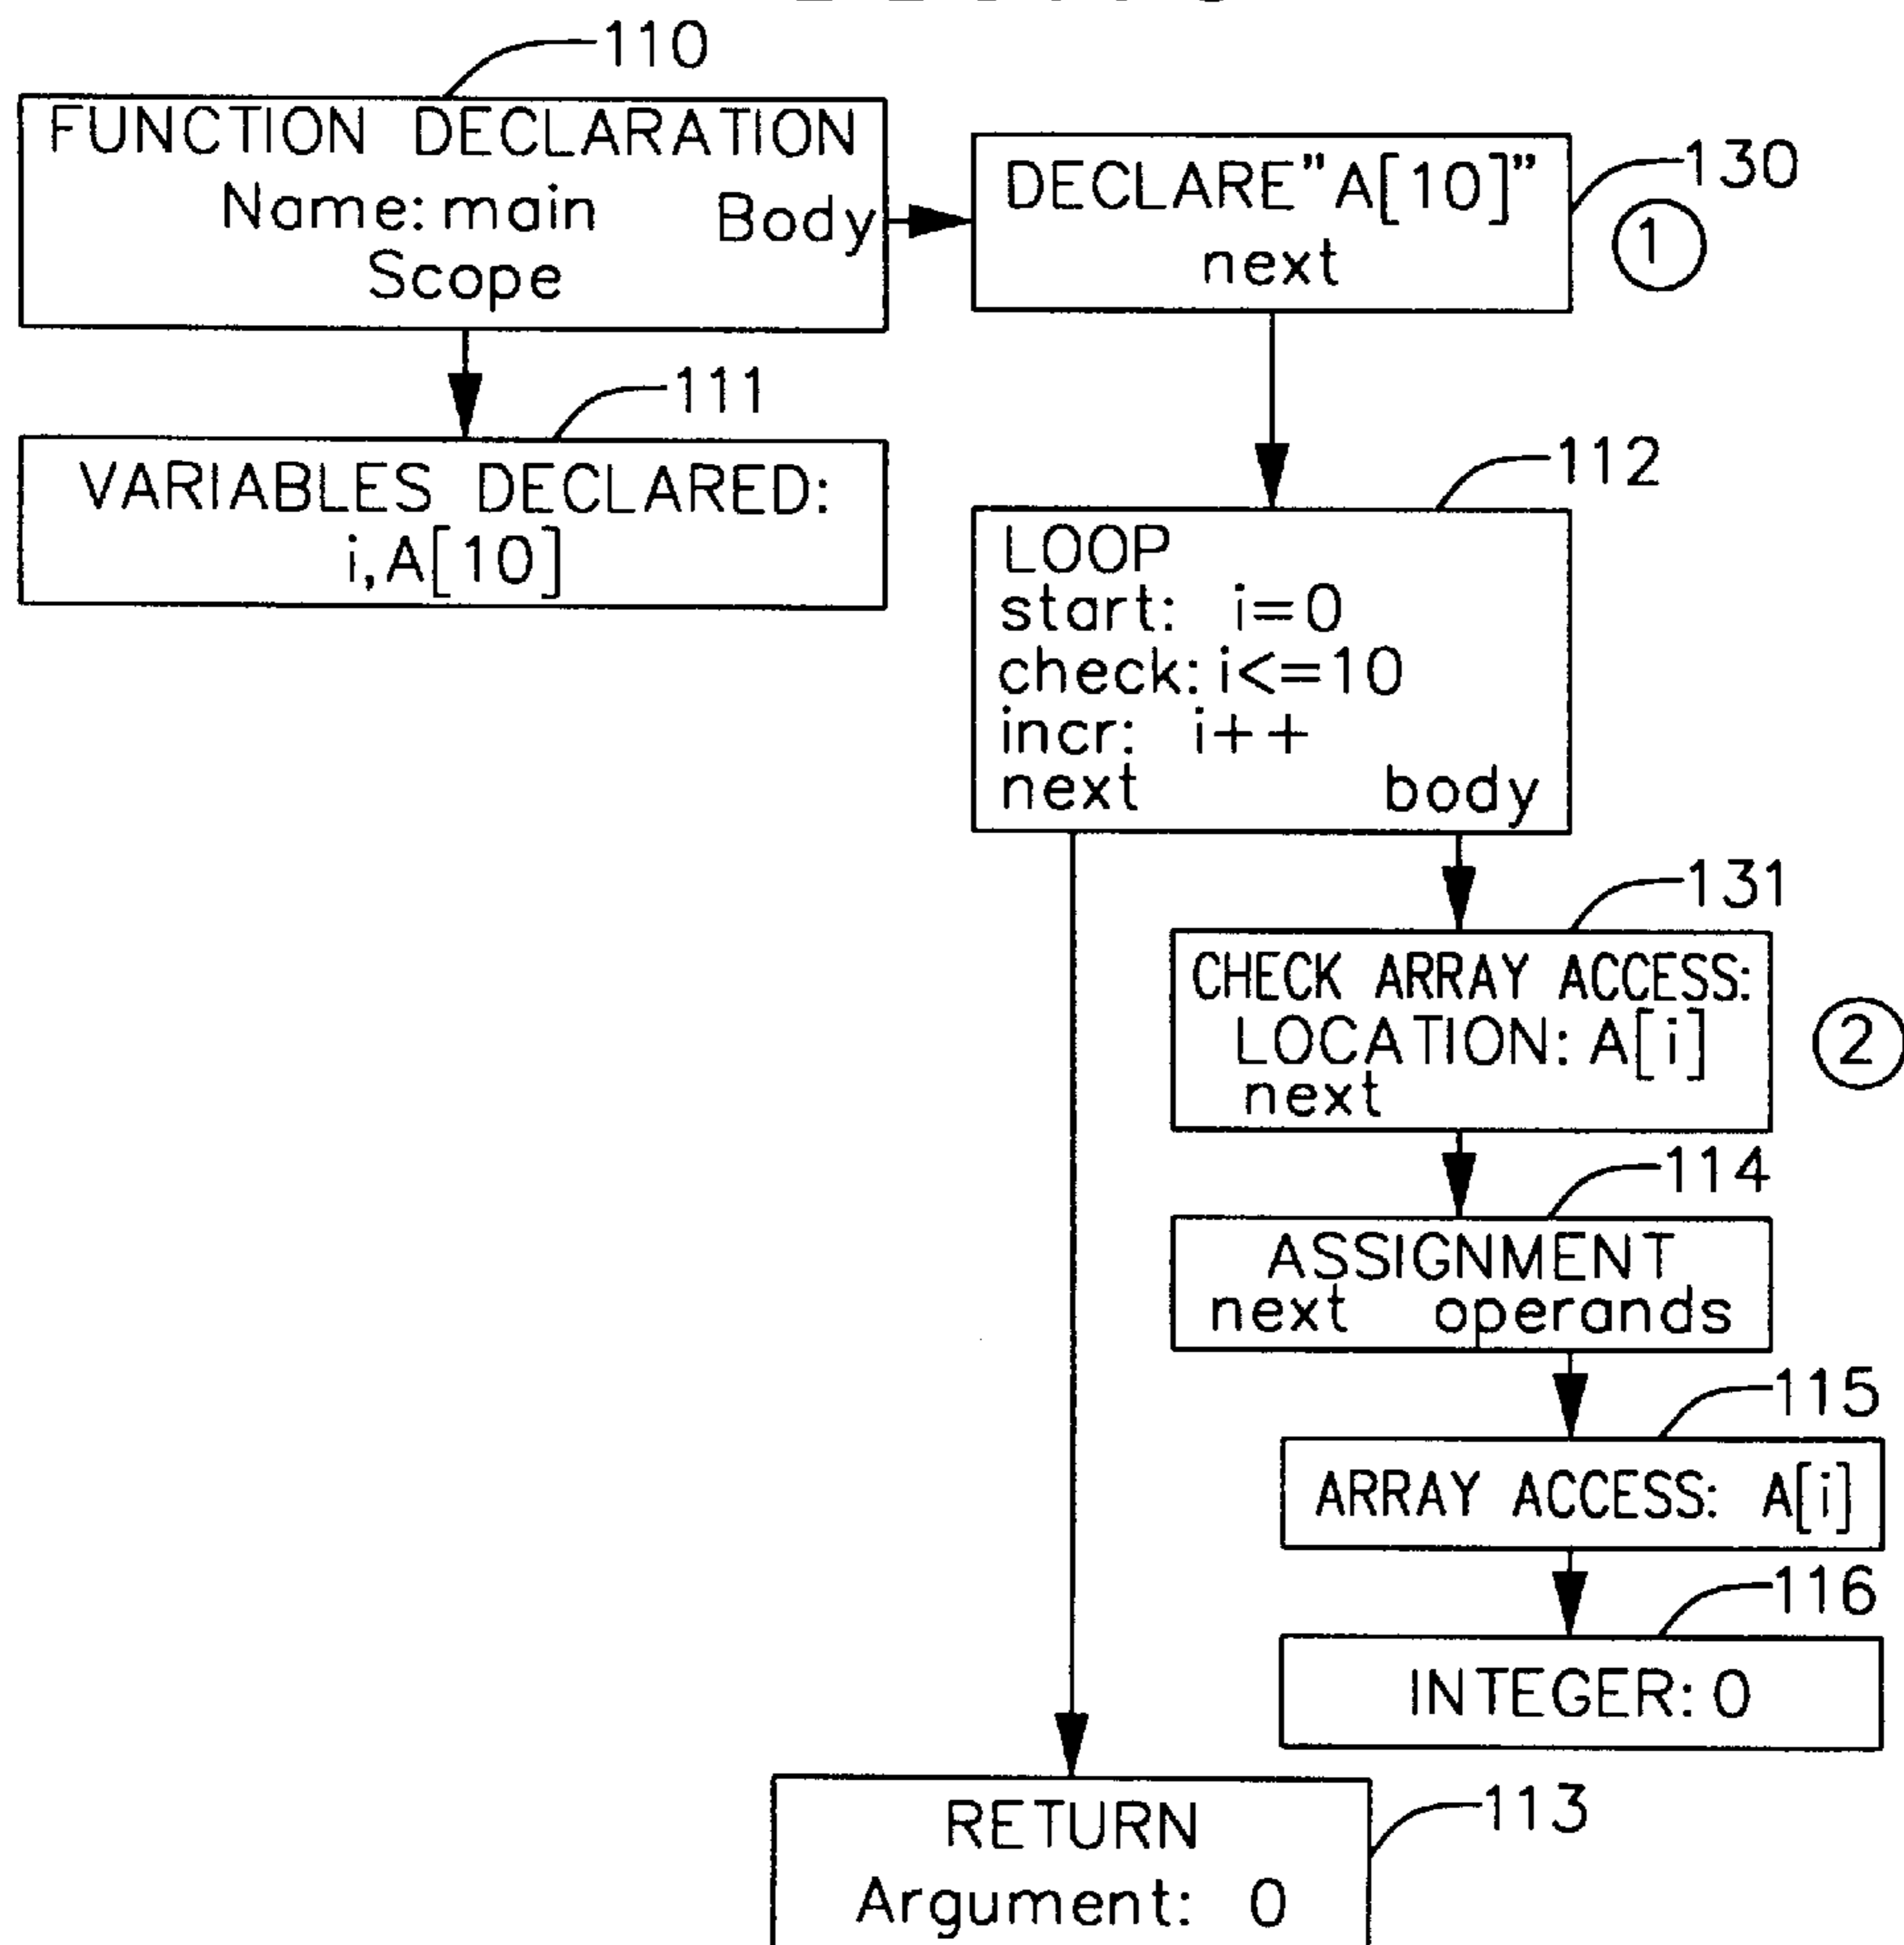 110
FUNCTION DECLARATION
Name: main
Body
Scope
DECLARE"A[10]"
next
130
1
111
VARIABLES DECLARED:
i,A[10]
112
LOOP
start: i=0
check: i<=10
incr: i++
next body
131
CHECK ARRAY ACCESS:
LOCATION: A[i]
next
2
114
ASSIGNMENT
next operands
115
ARRAY ACCESS: A[i]
116
INTEGER: 0
RETURN
Argument: 0
113